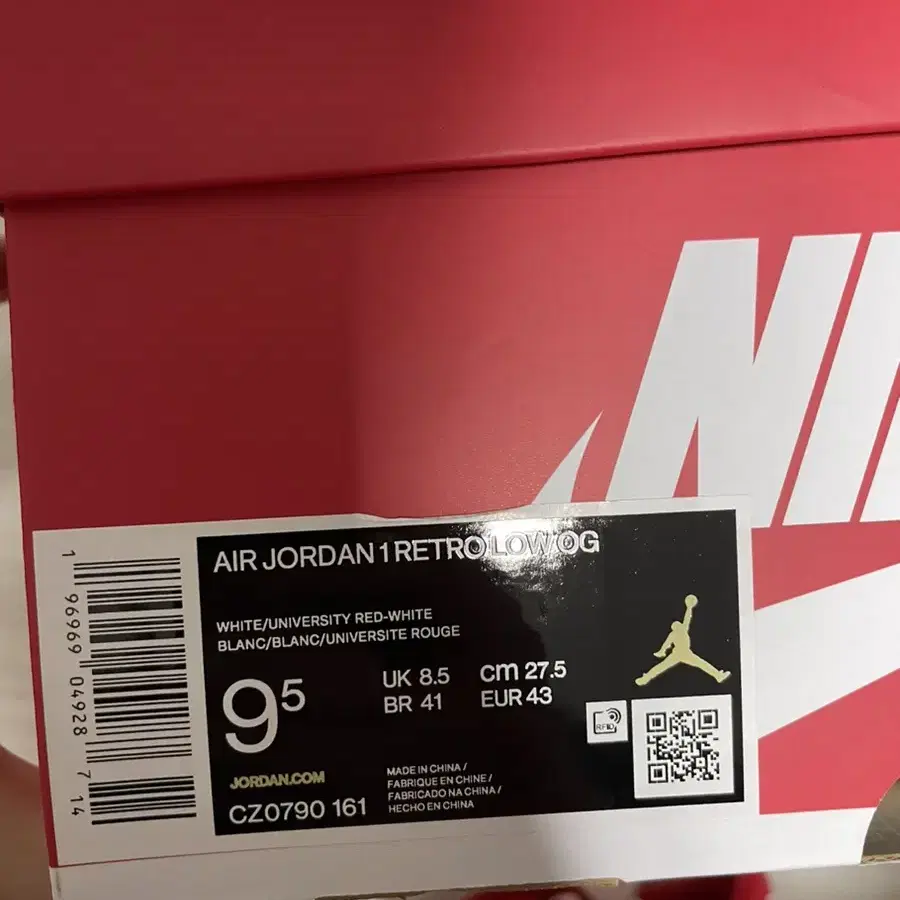 NI
AIR JORDAN 1 RETRO LOW OG
WHITE/UNIVERSITY RED-WHITE
BLANC/BLANC/UNIVERSITE ROUGE
9⁵
UK 8.5
cm 27.5
BR 41
EUR 43
RFID
JORDAN.COM
CZ0790 161
MADE IN CHINA /
FABRIQUE EN CHINE /
FABRICADO NA CHINA /
HECHO EN CHINA
1 96969 04928 7 14